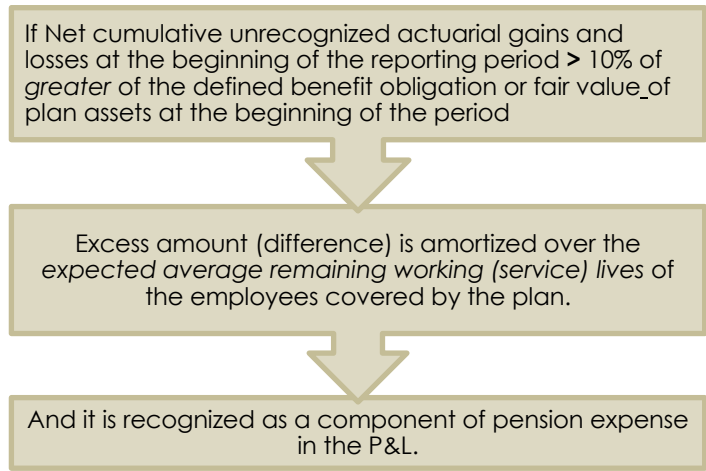 If Net cumulative unrecognized actuarial gains and
losses at the beginning of the reporting period > 10% of
greater of the defined benefit obligation or fair value of
plan assets at the beginning of the period
Excess amount (difference) is amortized over the
expected average remaining working (service) lives of
the employees covered by the plan.
And it is recognized as a component of pension expense
in the P&L.